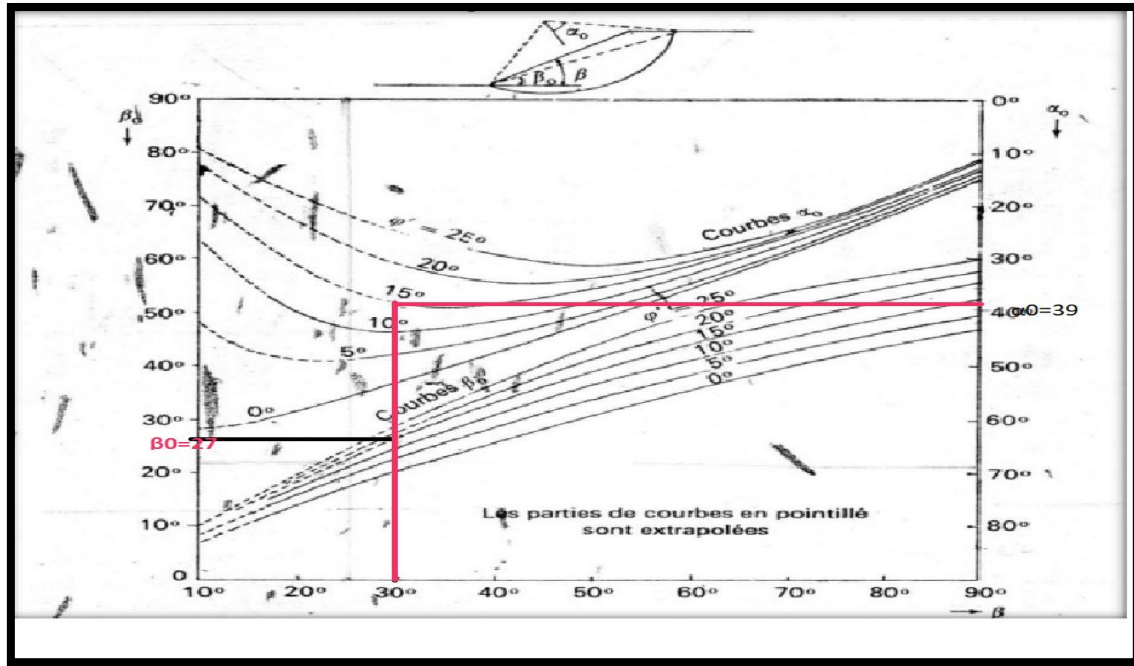 α₀
β₀ β
90° 0°
β₀ α₀
80° 10°
70° 20°
φ' = 25° Courbes α₀
60° 20° 30°
15°
50° 25° 40° α0=39
10° φ' 20°
15°
5° 10°
40° 5° 50°
0°
Courbes β₀
30° 0° 60°
β0=27
20° 70°
Les parties de courbes en pointillé
10° 80°
sont extrapolées
0
10° 20° 30° 40° 50° 60° 70° 80° 90°
β